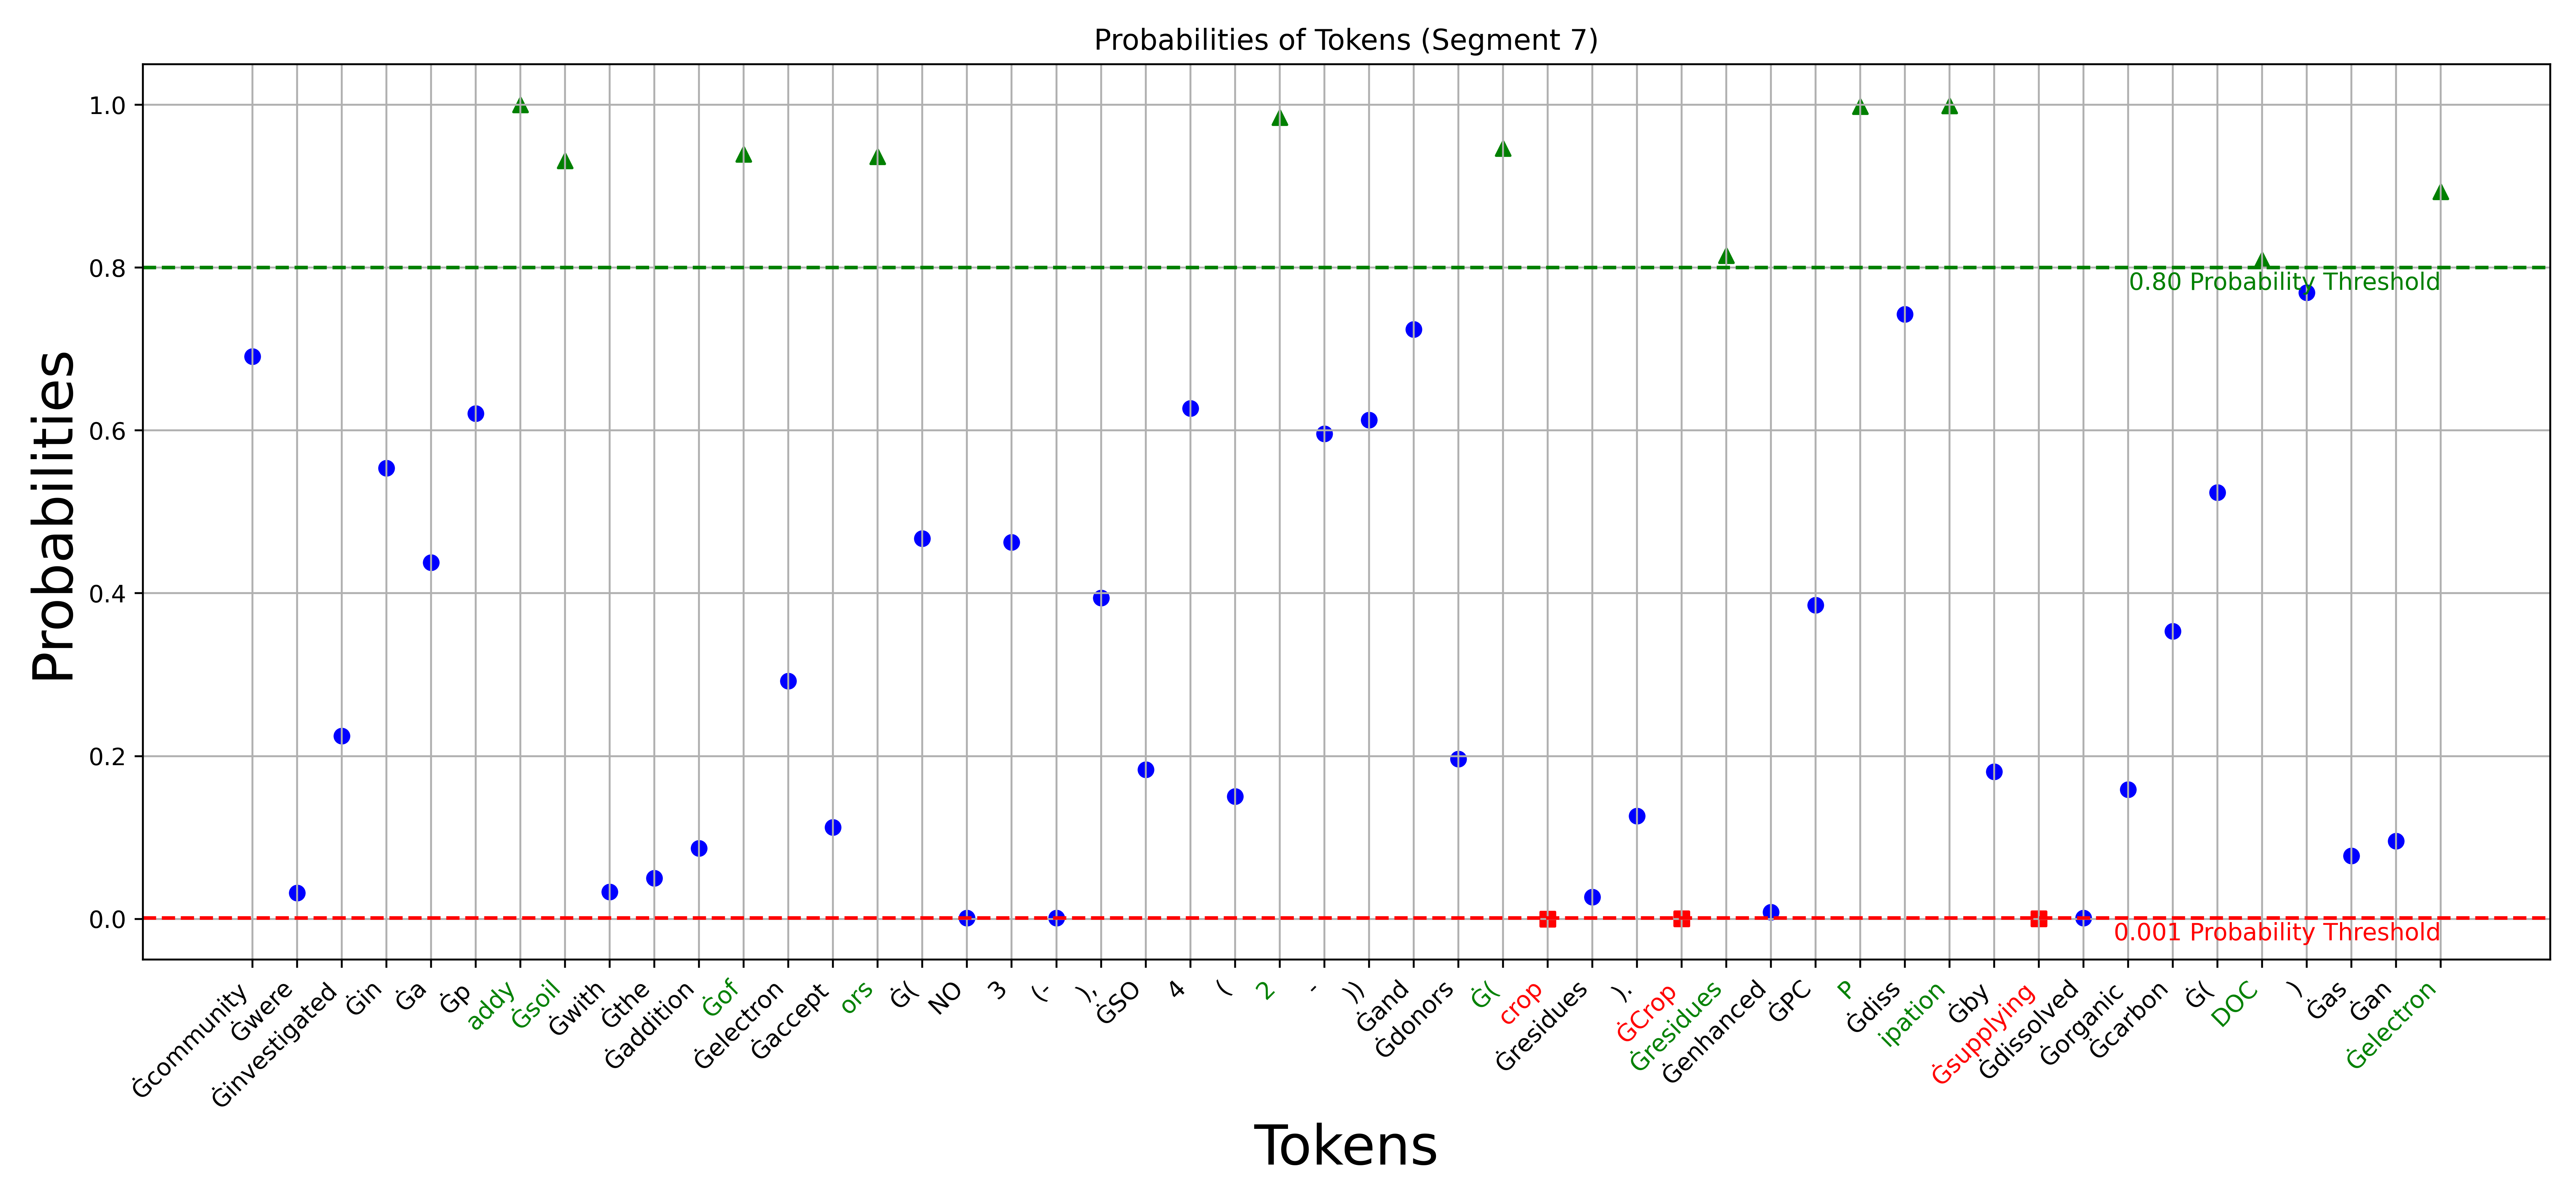 Probabilities of Tokens (Segment 7)
Probabilities
1.0
0.8
0.6
0.4
0.2
0.0
0.80 Probability Threshold
0.001 Probability Threshold
Ġcommunity
Ġwere
Ġinvestigated
Ġin
Ġa
Ġp
addy
Ġsoil
Ġwith
Ġthe
Ġaddition
Ġof
Ġelectron
Ġaccept
ors
Ġ(
NO
3
(-
),
ĠSO
4
(
2
-
))
Ġand
Ġdonors
Ġ(
crop
Ġresidues
).
ĠCrop
Ġresidues
Ġenhanced
ĠPC
P
Ġdiss
ipation
Ġby
Ġsupplying
Ġdissolved
Ġorganic
Ġcarbon
Ġ(
DOC
)
Ġas
Ġan
Ġelectron
Tokens